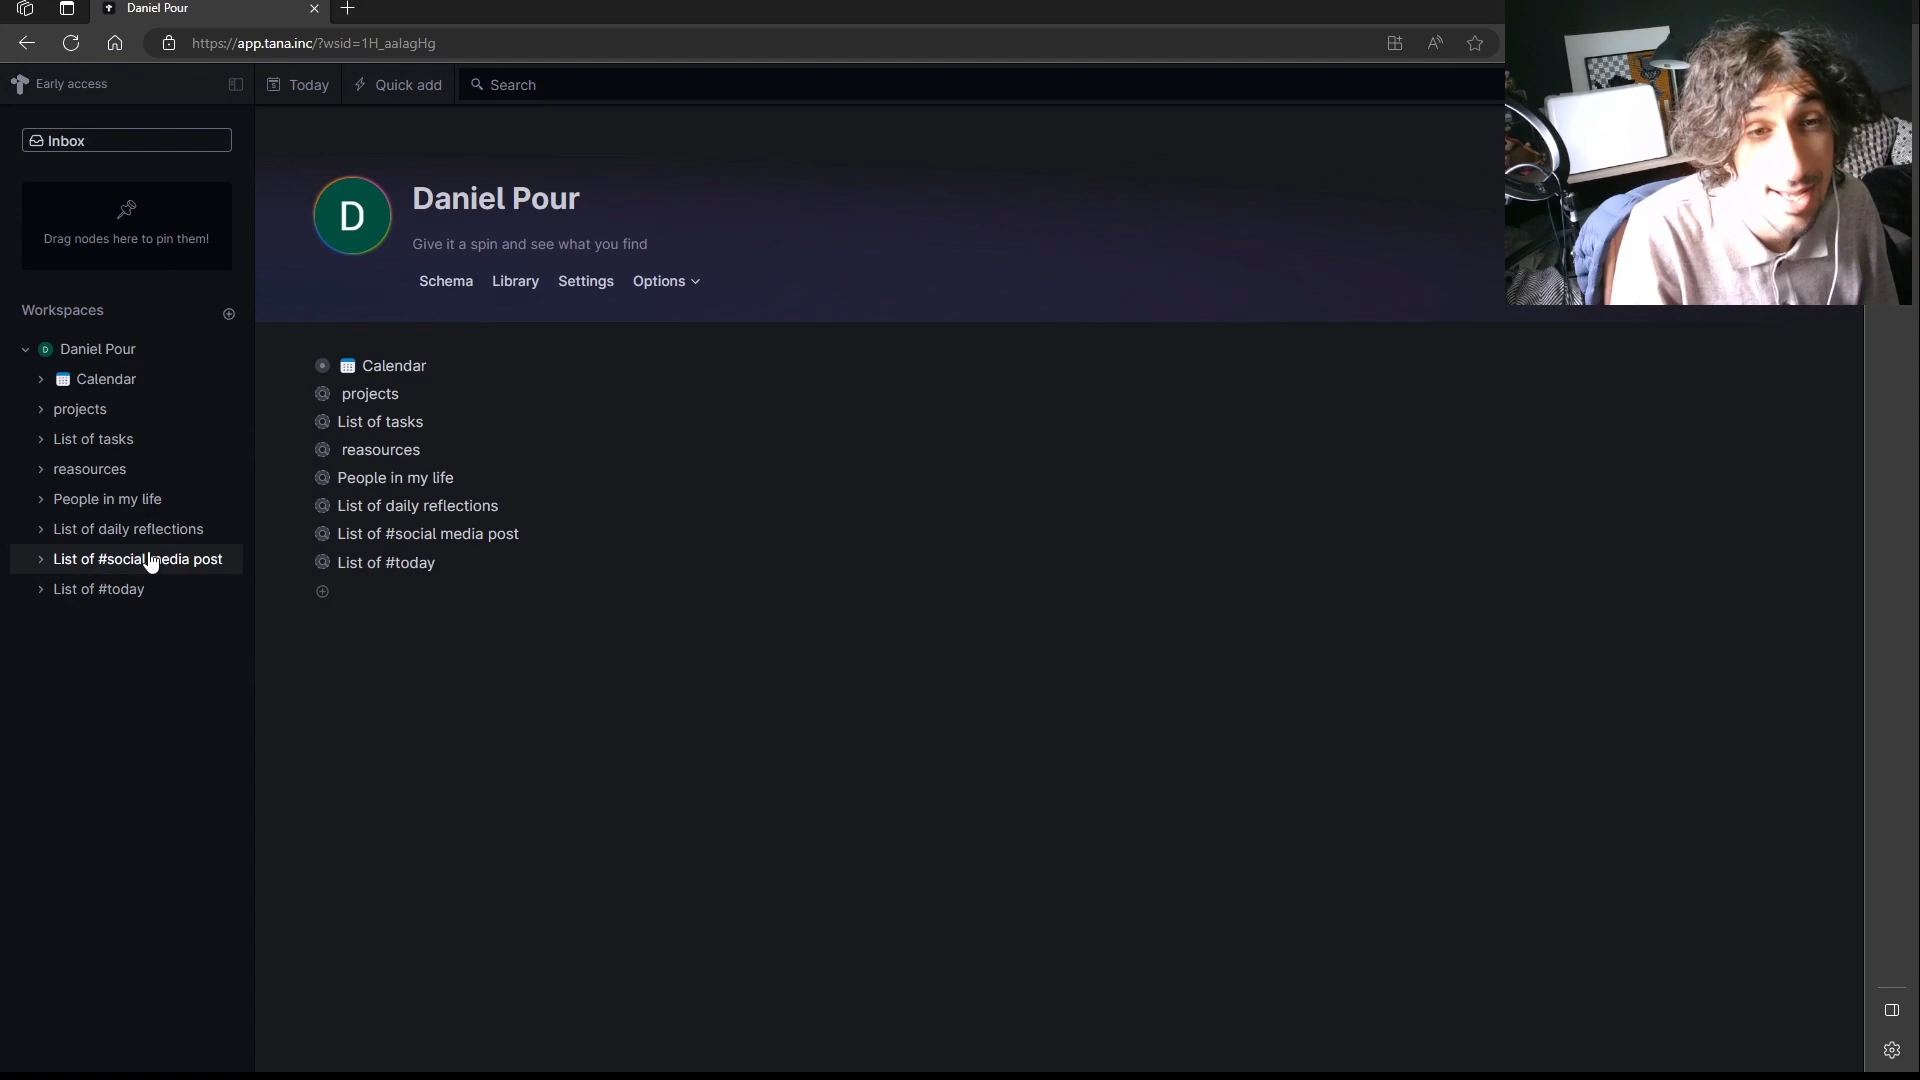 Daniel Pour
https://app.tana.inc/?wsid=1H_aalagHg
Early access
Today
Quick add
Search
Inbox
Drag nodes here to pin them!
Workspaces
D Daniel Pour
Calendar
projects
List of tasks
reasources
People in my life
List of daily reflections
List of #social media post
List of #today
D
Daniel Pour
Give it a spin and see what you find
Schema Library Settings Options
Calendar
projects
List of tasks
reasources
People in my life
List of daily reflections
List of #social media post
List of #today